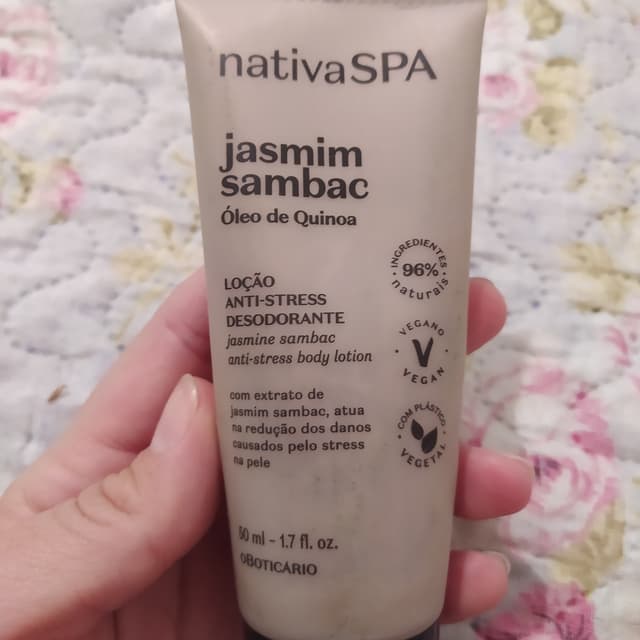 nativaSPA
jasmim
sambac
Óleo de Quinoa
LOÇÃO
ANTI-STRESS
DESODORANTE
jasmine sambac
anti-stress body lotion
com extrato de
jasmim sambac, atua
na redução dos danos
causados pelo stress
na pele
INGREDIENTES
96%
naturais
VEGANO
V
VEGAN
COM PLÁSTICO
VEGETAL
50 ml - 1.7 fl. oz.
oBOTICÁRIO